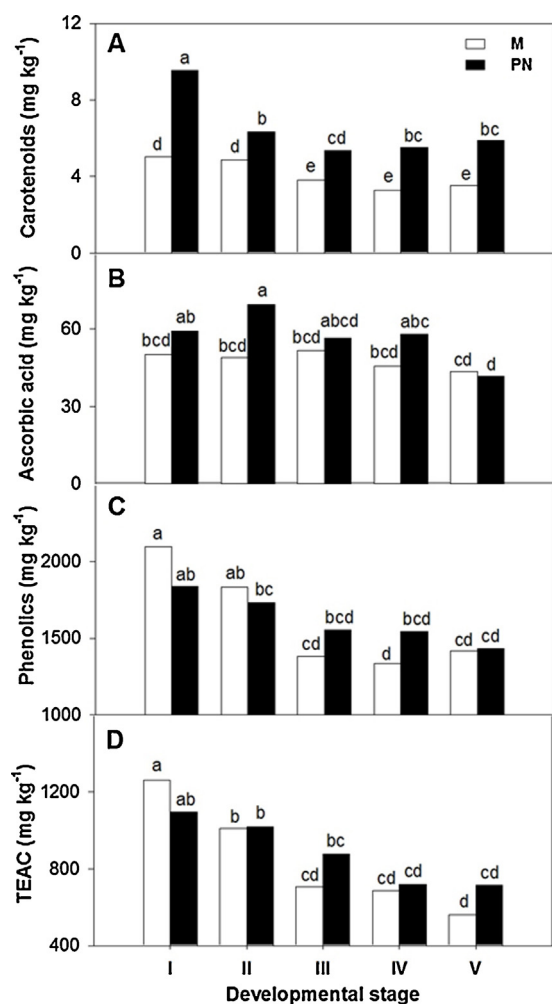 A
M
PN
Carotenoids (mg kg⁻¹)
12
8
4
0
d
a
d
b
e
cd
e
bc
e
bc
B
Ascorbic acid (mg kg⁻¹)
60
30
0
bcd
ab
bcd
a
bcd
abcd
bcd
abc
cd
d
C
Phenolics (mg kg⁻¹)
2000
1500
1000
a
ab
ab
bc
cd
bcd
d
bcd
cd
cd
D
TEAC (mg kg⁻¹)
1200
800
400
a
ab
b
b
cd
bc
cd
cd
d
cd
I II III IV V
Developmental stage